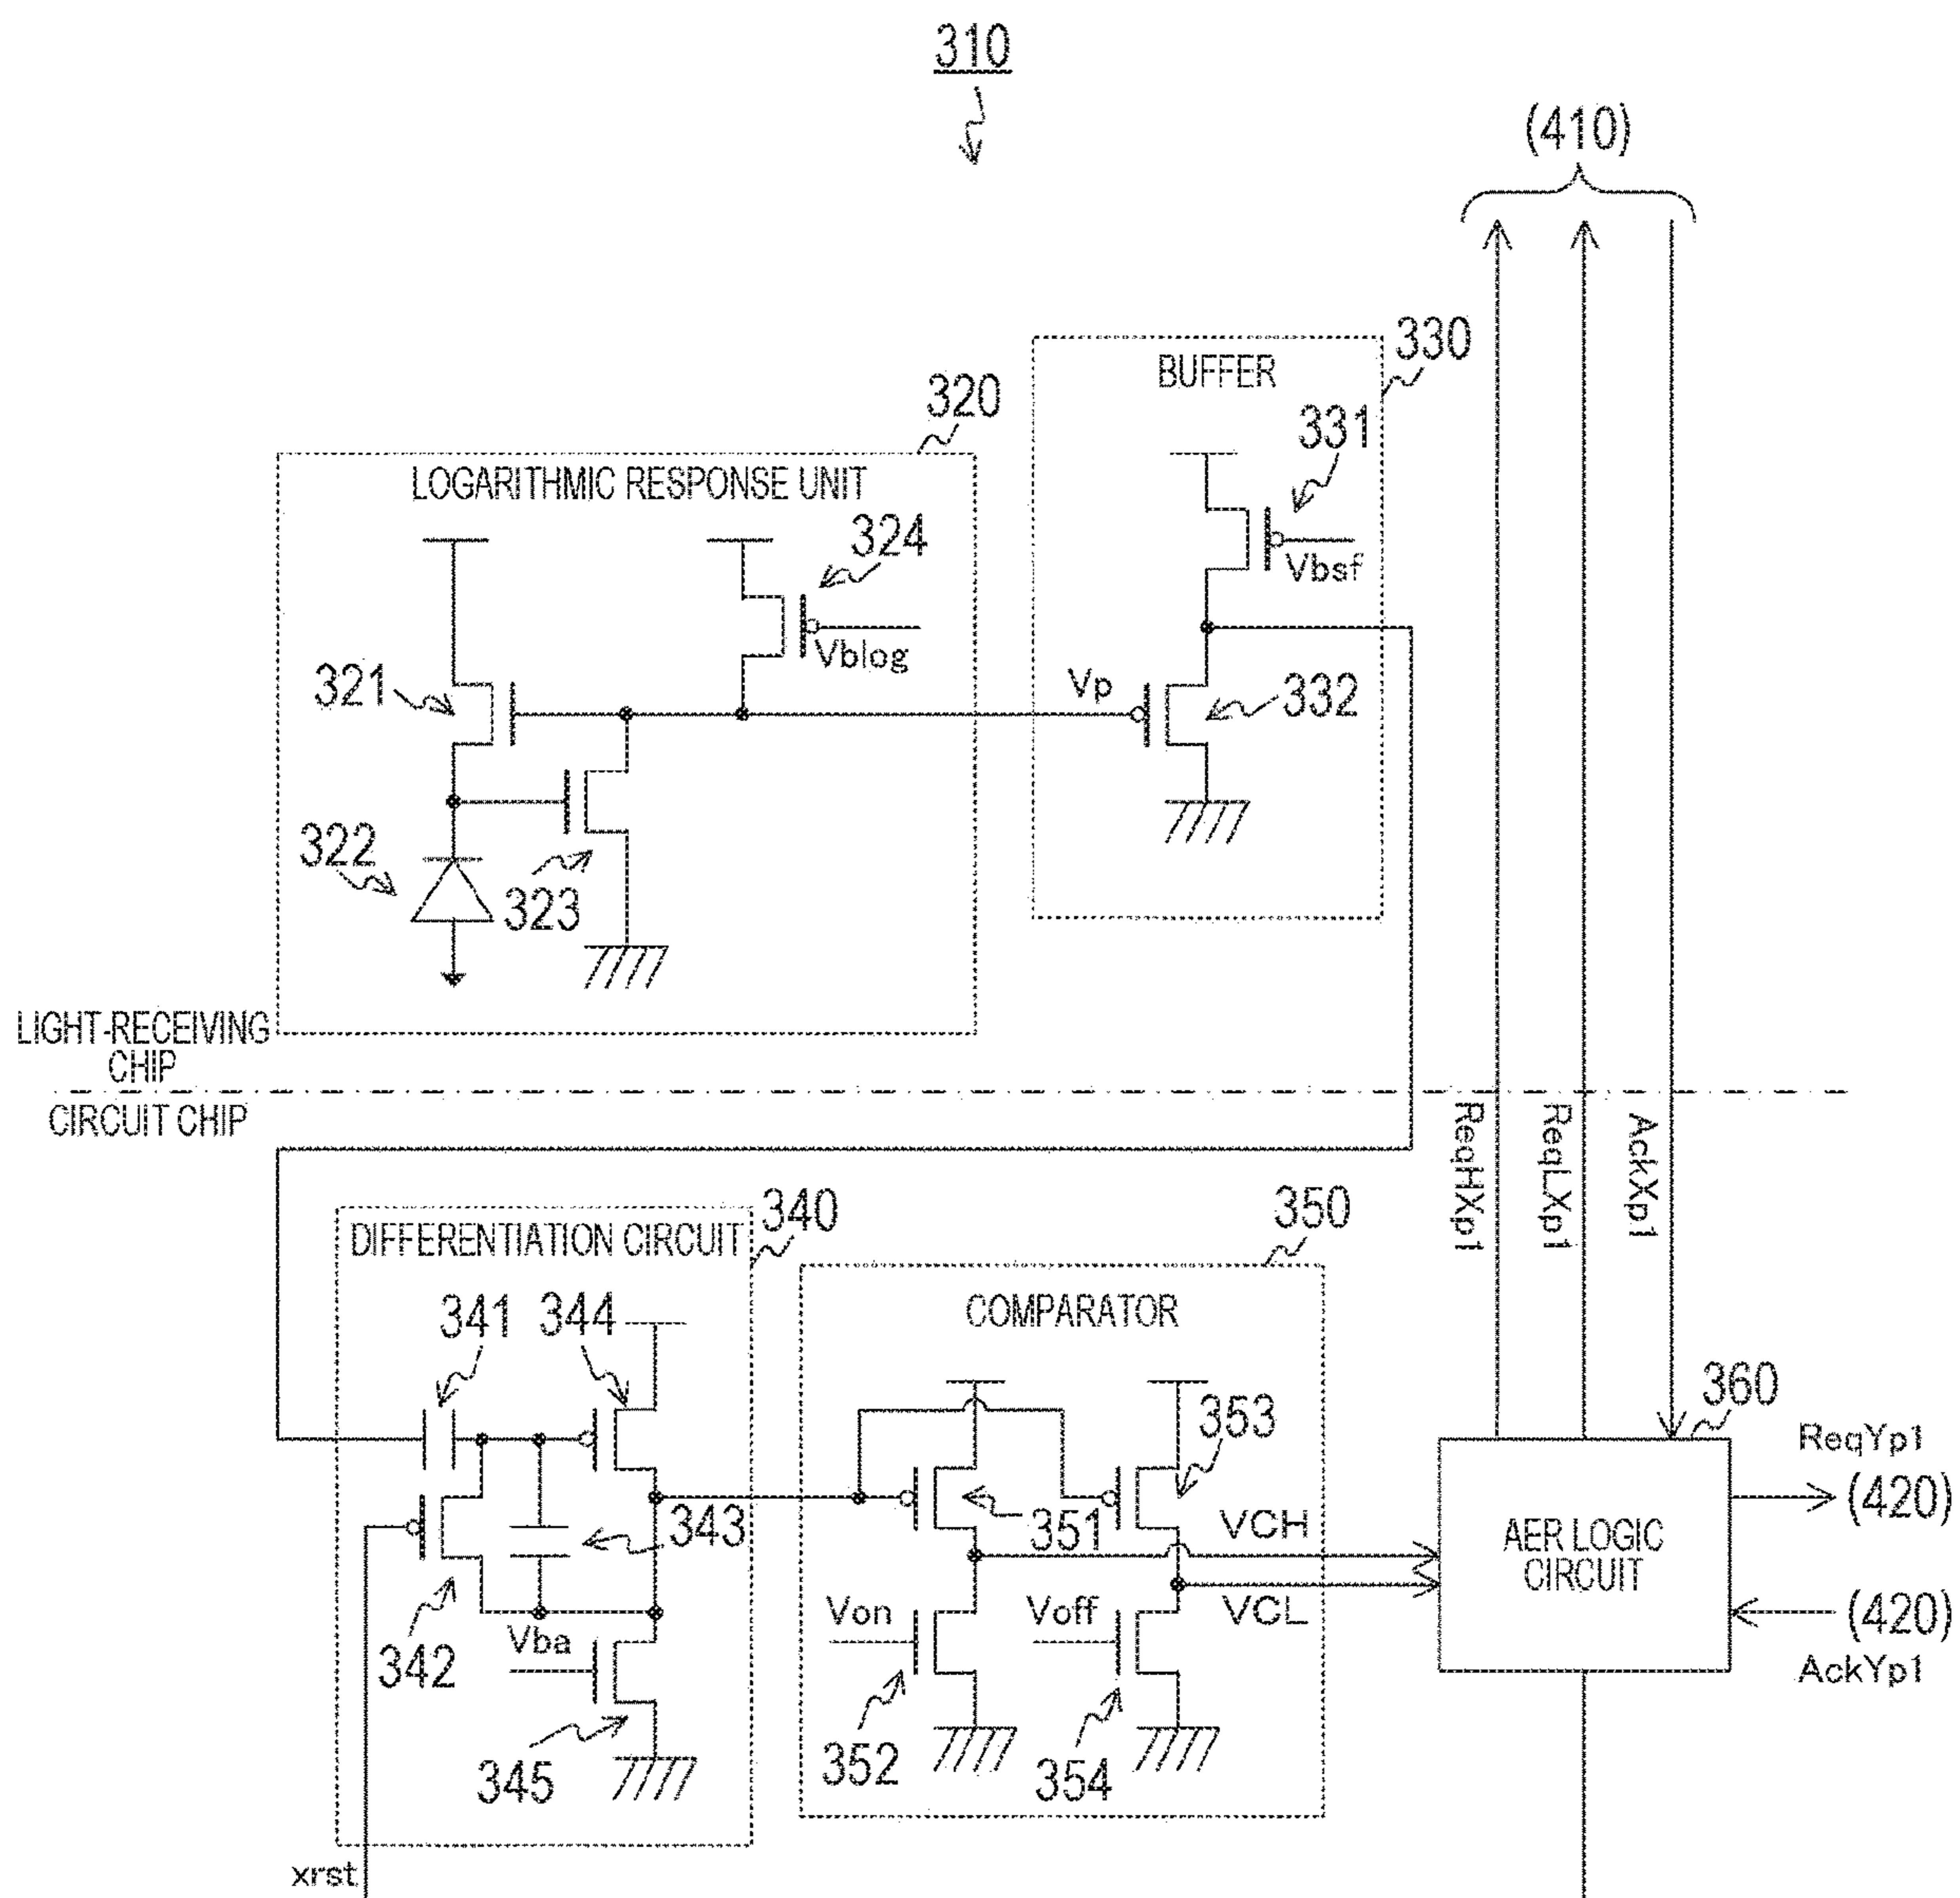 310
(410)
330
BUFFER
320
331
LOGARITHMIC RESPONSE UNIT
324
Vbsf
Vblog
321
Vp
332
322
323
LIGHT-RECEIVING
CHIP
CIRCUIT CHIP
ReqHXp1
ReqLXp1
AckXp1
340
350
DIFFERENTIATION CIRCUIT
341
344
COMPARATOR
353
360
ReqYp1
(420)
351
343
VCH
AER LOGIC
CIRCUIT
Von
Voff
VCL
(420)
AckYp1
342
Vba
352
354
345
xrst